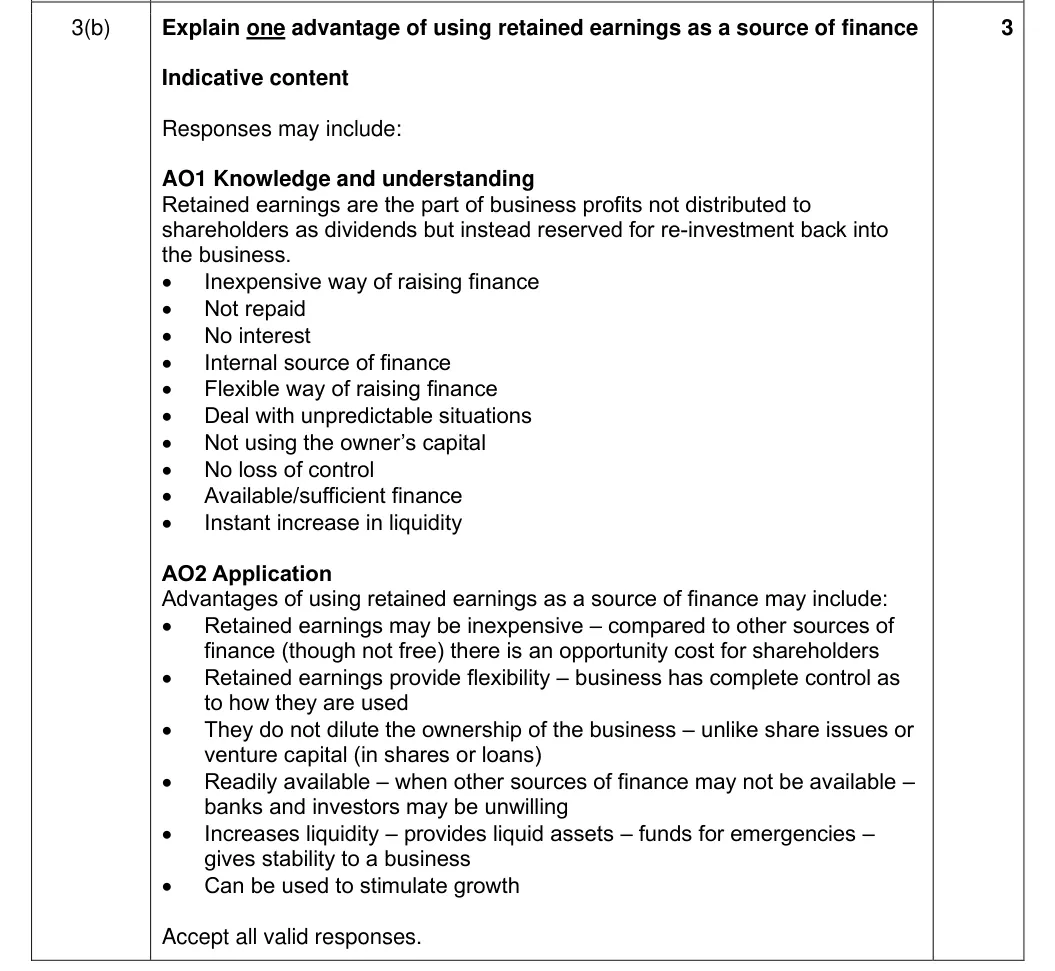 3(b) Explain one advantage of using retained earnings as a source of finance 3
Indicative content
Responses may include:
AO1 Knowledge and understanding
Retained earnings are the part of business profits not distributed to
shareholders as dividends but instead reserved for re-investment back into
the business.
• Inexpensive way of raising finance
• Not repaid
• No interest
• Internal source of finance
• Flexible way of raising finance
• Deal with unpredictable situations
• Not using the owner’s capital
• No loss of control
• Available/sufficient finance
• Instant increase in liquidity
AO2 Application
Advantages of using retained earnings as a source of finance may include:
• Retained earnings may be inexpensive – compared to other sources of
finance (though not free) there is an opportunity cost for shareholders
• Retained earnings provide flexibility – business has complete control as
to how they are used
• They do not dilute the ownership of the business – unlike share issues or
venture capital (in shares or loans)
• Readily available – when other sources of finance may not be available –
banks and investors may be unwilling
• Increases liquidity – provides liquid assets – funds for emergencies –
gives stability to a business
• Can be used to stimulate growth
Accept all valid responses.